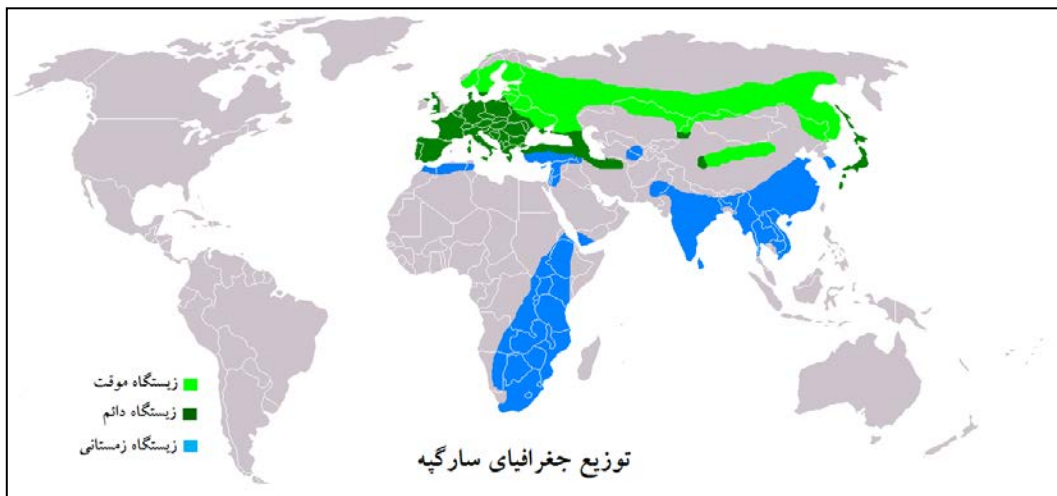 زیستگاه موقت
زیستگاه دائم
زیستگاه زمستانی
توزیع جغرافیای سارگپه